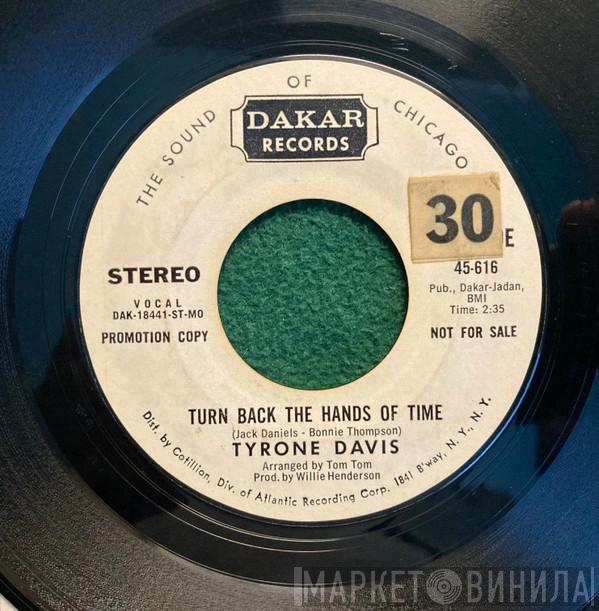 THE SOUND OF CHICAGO
DAKAR
RECORDS
30
E
STEREO
45-616
VOCAL
DAK-18441-ST-MO
PROMOTION COPY
Pub., Dakar-Jadan,
BMI
Time: 2:35
NOT FOR SALE
TURN BACK THE HANDS OF TIME
(Jack Daniels - Bonnie Thompson)
TYRONE DAVIS
Arranged by Tom Tom
Prod. by Willie Henderson
Dist. by Cotillion, Div. of Atlantic Recording Corp. 1841 B'way, N. Y., N. Y.
МАРКЕТ ВИНИЛА